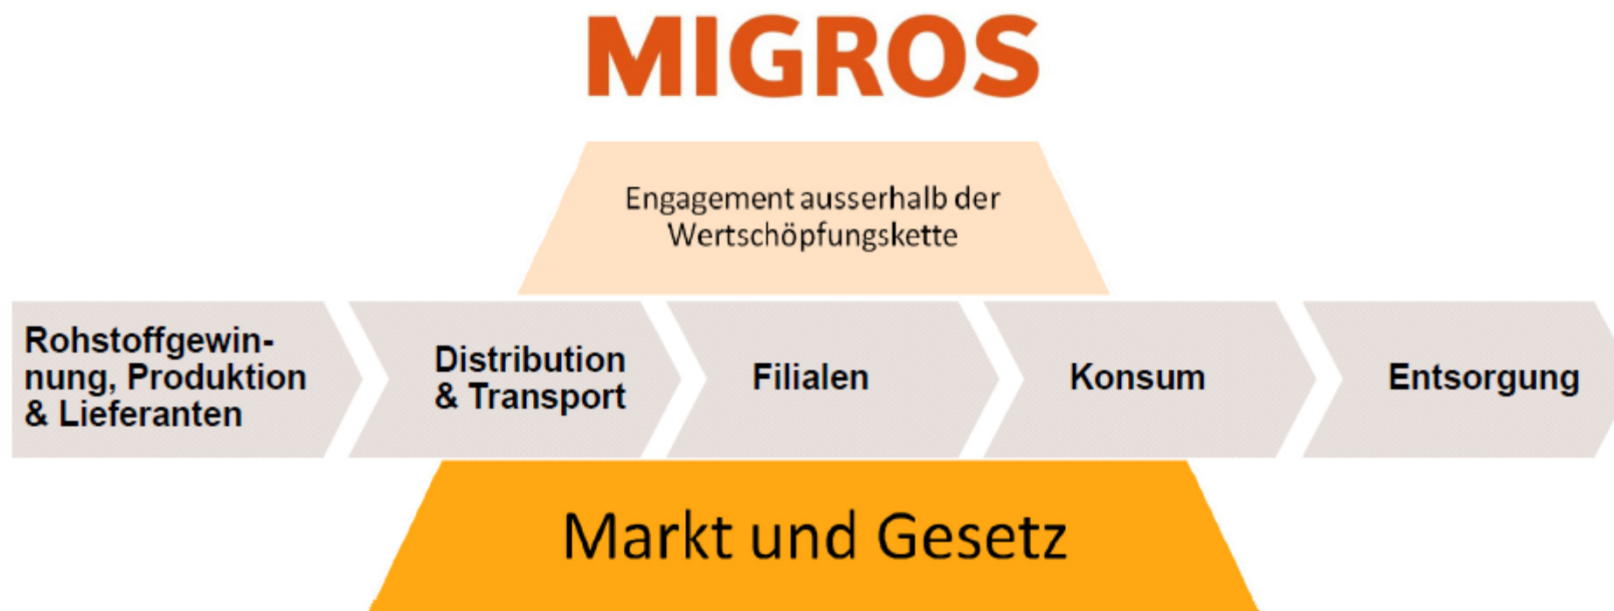 MIGROS
Engagement ausserhalb der
Wertschöpfungskette
Rohstoffgewin-
nung, Produktion
& Lieferanten
Distribution
& Transport
Filialen
Konsum
Entsorgung
Markt und Gesetz